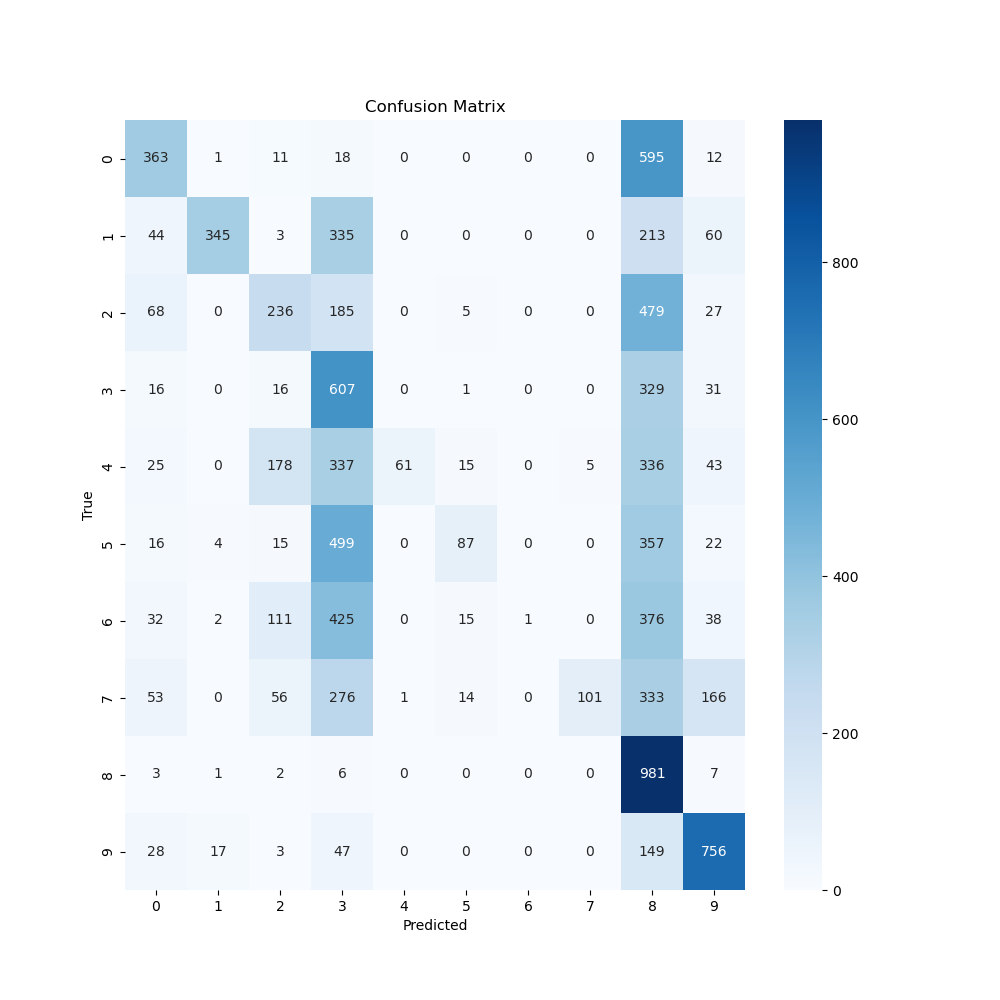 Confusion Matrix
0 363 1 11 18 0 0 0 0 595 12
1 44 345 3 335 0 0 0 0 213 60
2 68 0 236 185 0 5 0 0 479 27
3 16 0 16 607 0 1 0 0 329 31
4 25 0 178 337 61 15 0 5 336 43
5 16 4 15 499 0 87 0 0 357 22
6 32 2 111 425 0 15 1 0 376 38
7 53 0 56 276 1 14 0 101 333 166
8 3 1 2 6 0 0 0 0 981 7
9 28 17 3 47 0 0 0 0 149 756
0 1 2 3 4 5 6 7 8 9
Predicted
True
800
600
400
200
0